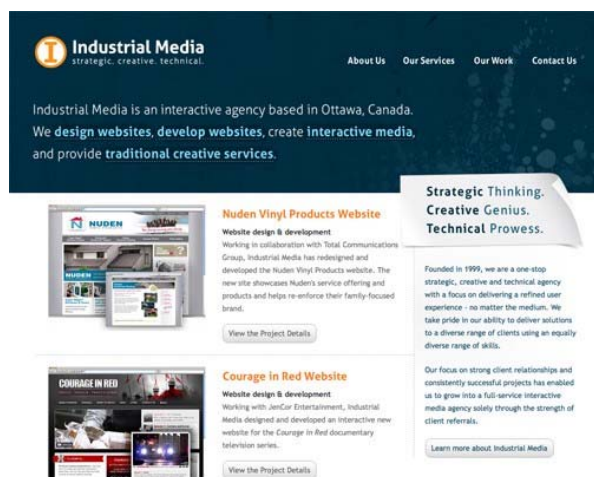 Industrial Media
strategic. creative. technical.
About Us Our Services Our Work Contact Us
Industrial Media is an interactive agency based in Ottawa, Canada.
We design websites, develop websites, create interactive media,
and provide traditional creative services.
Strategic Thinking.
Creative Genius.
Technical Prowess.
NUDEN
Nuden Vinyl Products Website
Website design & development
Working in collaboration with Total Communications
Group, Industrial Media has redesigned and
developed the Nuden Vinyl Products website. The
new site showcases Nuden's service offering and
products and helps re-enforce their family-focused
brand.
View the Project Details
Founded in 1999, we are a one-stop
strategic, creative and technical agency
with a focus on delivering a refined user
experience - no matter the medium. We
take pride in our ability to deliver solutions
to a diverse range of clients using an equally
diverse range of skills.
Our focus on strong client relationships and
consistently successful projects has enabled
us to grow into a full-service interactive
media agency solely through the strength of
client referrals.
Learn more about Industrial Media
COURAGE IN RED
Courage in Red Website
Website design & development
Working with JenCor Entertainment, Industrial
Media designed and developed an interactive new
website for the Courage in Red documentary
television series.
View the Project Details